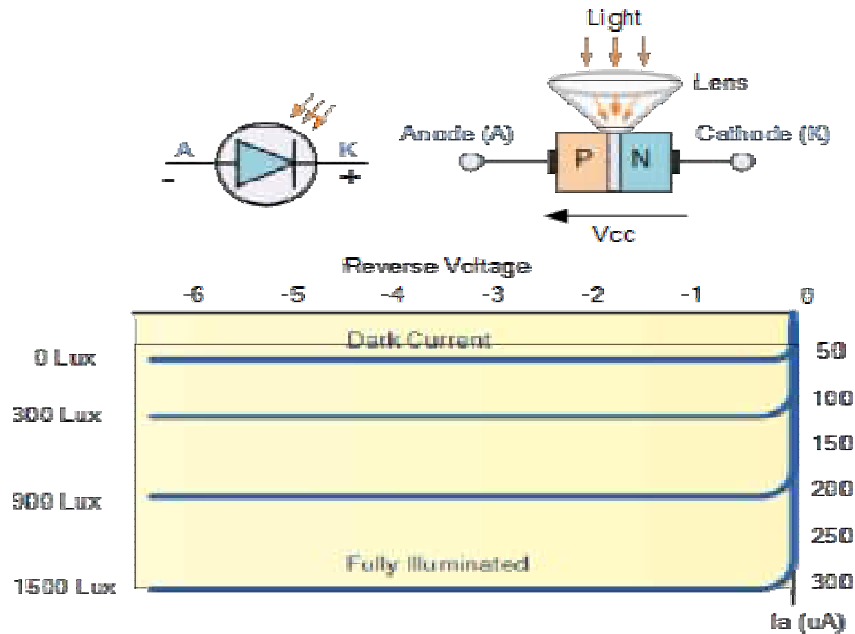 Light
Lens
A K
- +
Anode (A) Cathode (K)
P N
Vcc
Reverse Voltage
-6 -5 -4 -3 -2 -1 0
Dark Current
0 Lux 50
300 Lux 100
150
900 Lux 200
250
Fully Illuminated
1500 Lux 300
Ia (uA)